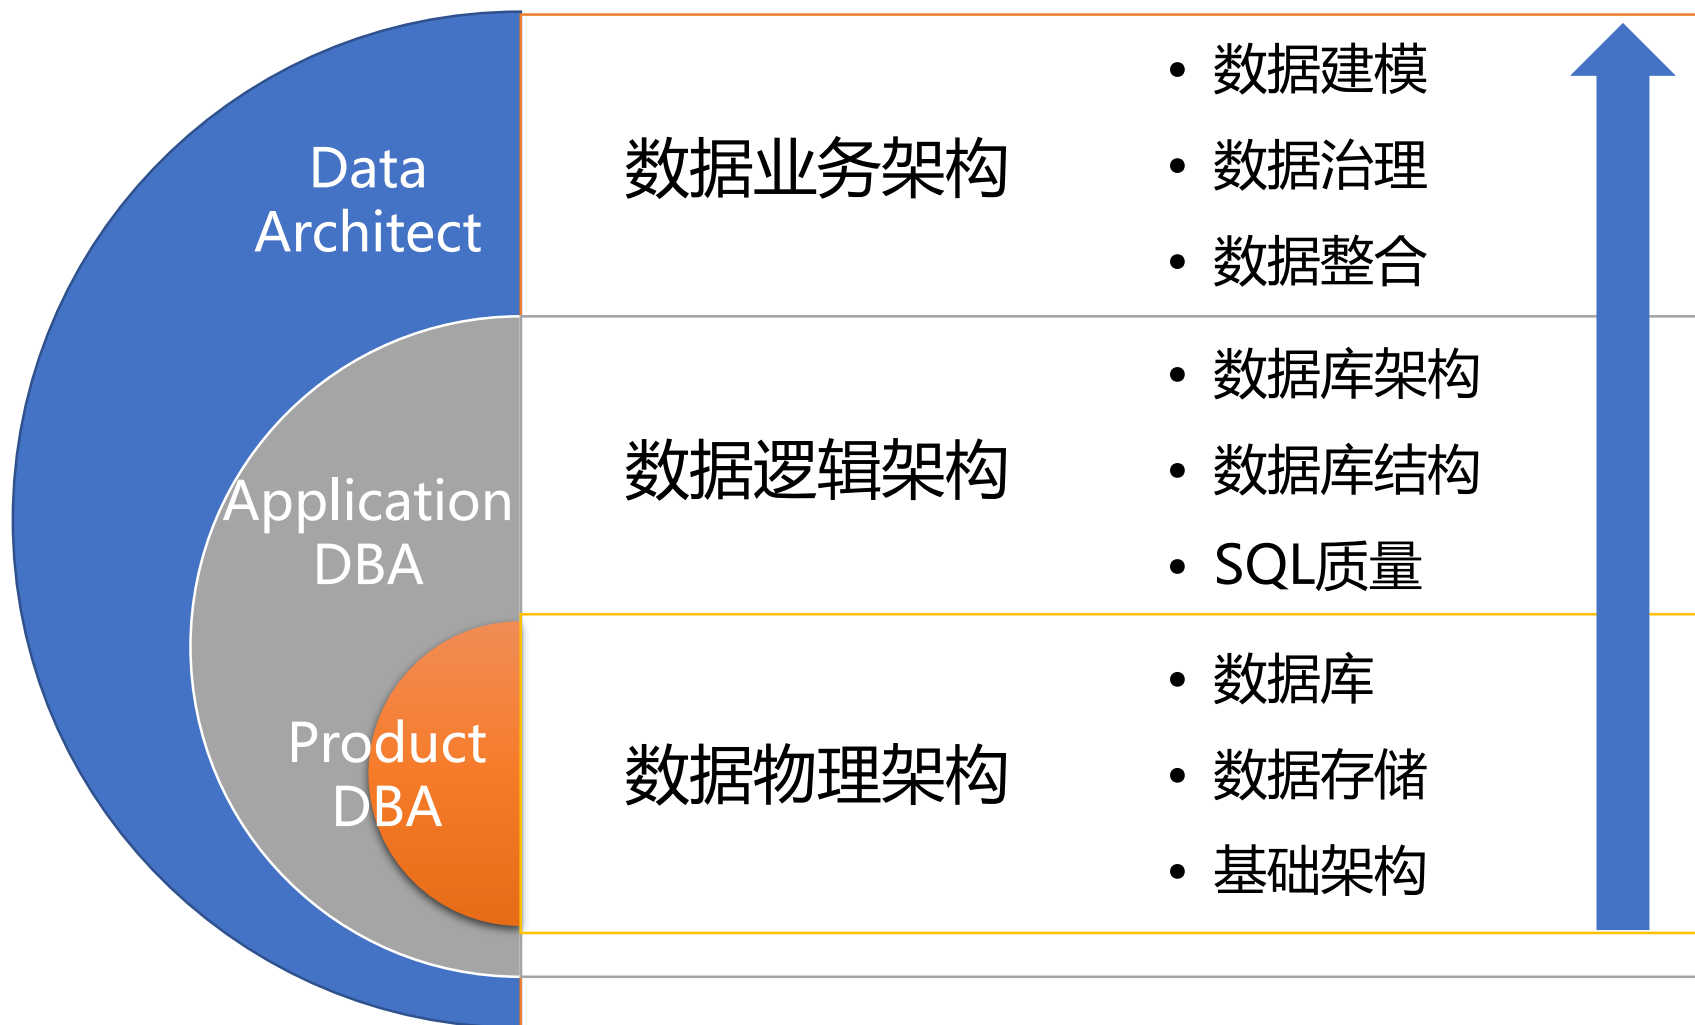 Data
Architect
数据业务架构
• 数据建模
• 数据治理
• 数据整合
Application
DBA
数据逻辑架构
• 数据库架构
• 数据库结构
• SQL质量
Product
DBA
数据物理架构
• 数据库
• 数据存储
• 基础架构